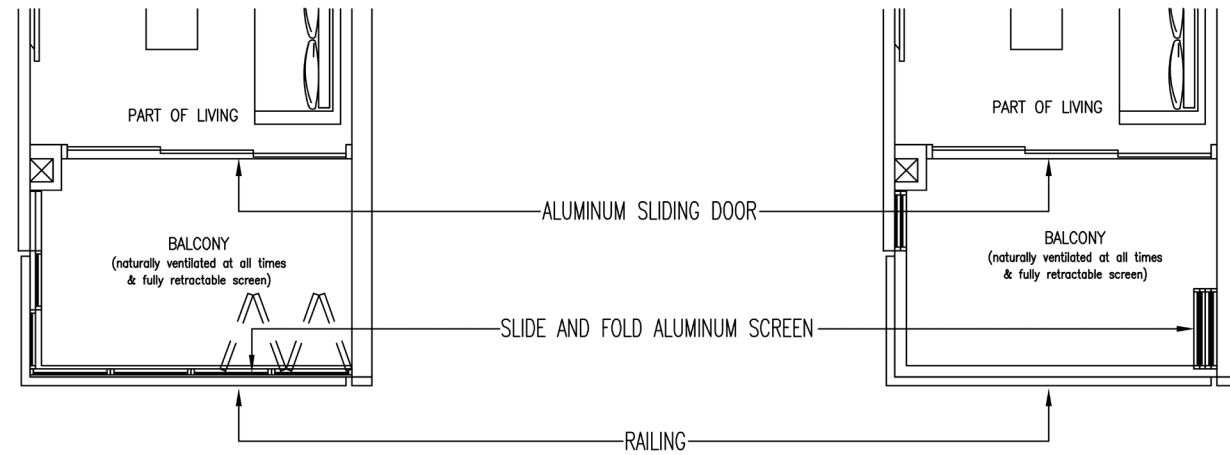 PART OF LIVING
PART OF LIVING
ALUMINUM SLIDING DOOR
BALCONY
(naturally ventilated at all times
& fully retractable screen)
BALCONY
(naturally ventilated at all times
& fully retractable screen)
SLIDE AND FOLD ALUMINUM SCREEN
RAILING